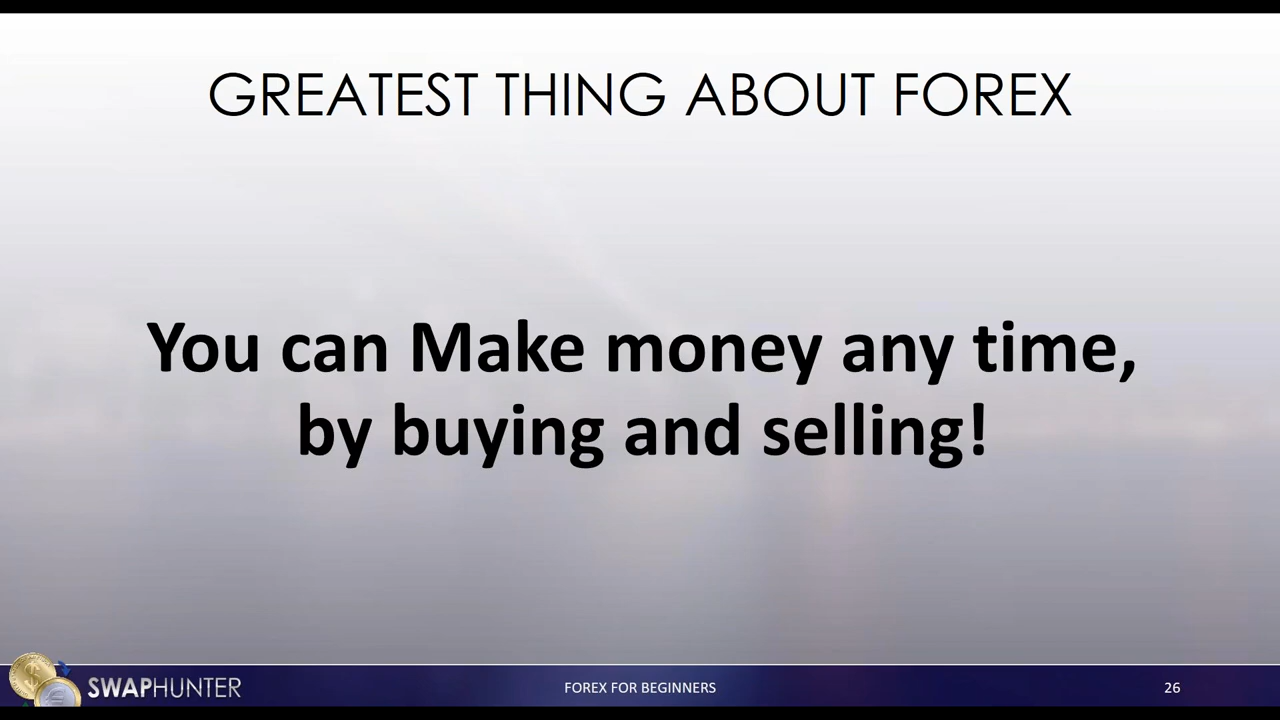 GREATEST THING ABOUT FOREX
You can Make money any time,
by buying and selling!
SWAPHUNTER
FOREX FOR BEGINNERS
26